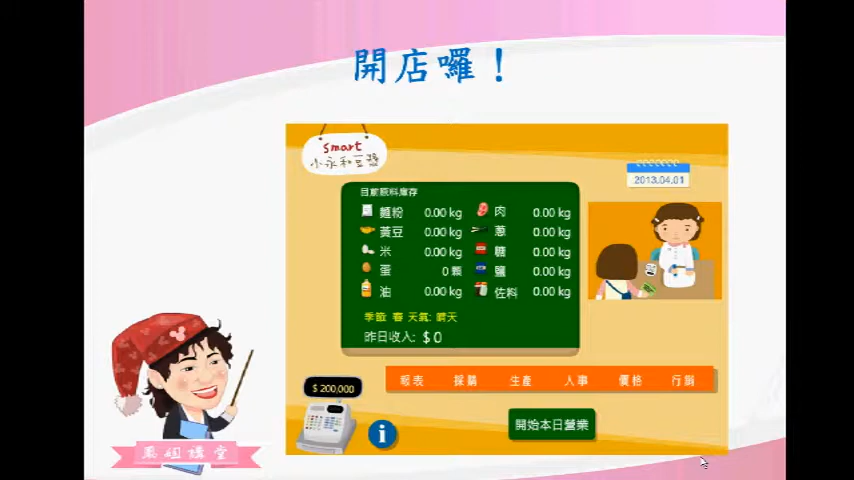 開店囉！
smart
小永和豆漿
2013.04.01
目前原料庫存
麵粉 0.00 kg 肉 0.00 kg
黃豆 0.00 kg 蔥 0.00 kg
米 0.00 kg 糖 0.00 kg
蛋 0 顆 鹽 0.00 kg
油 0.00 kg 佐料 0.00 kg
季節: 春 天氣: 晴天
昨日收入: $ 0
報表 採購 生產 人事 價格 行銷
$ 200,000
i
開始本日營業
鳳姐講堂